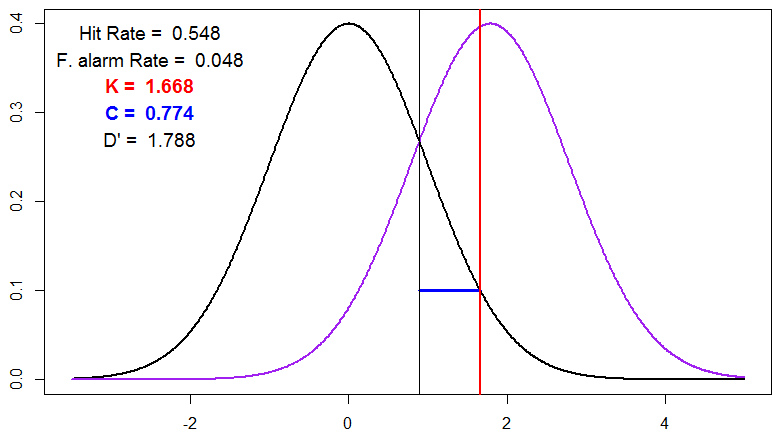 Hit Rate = 0.548
F. alarm Rate = 0.048
K = 1.668
C = 0.774
D' = 1.788
0.4
0.3
0.2
0.1
0.0
-2 0 2 4